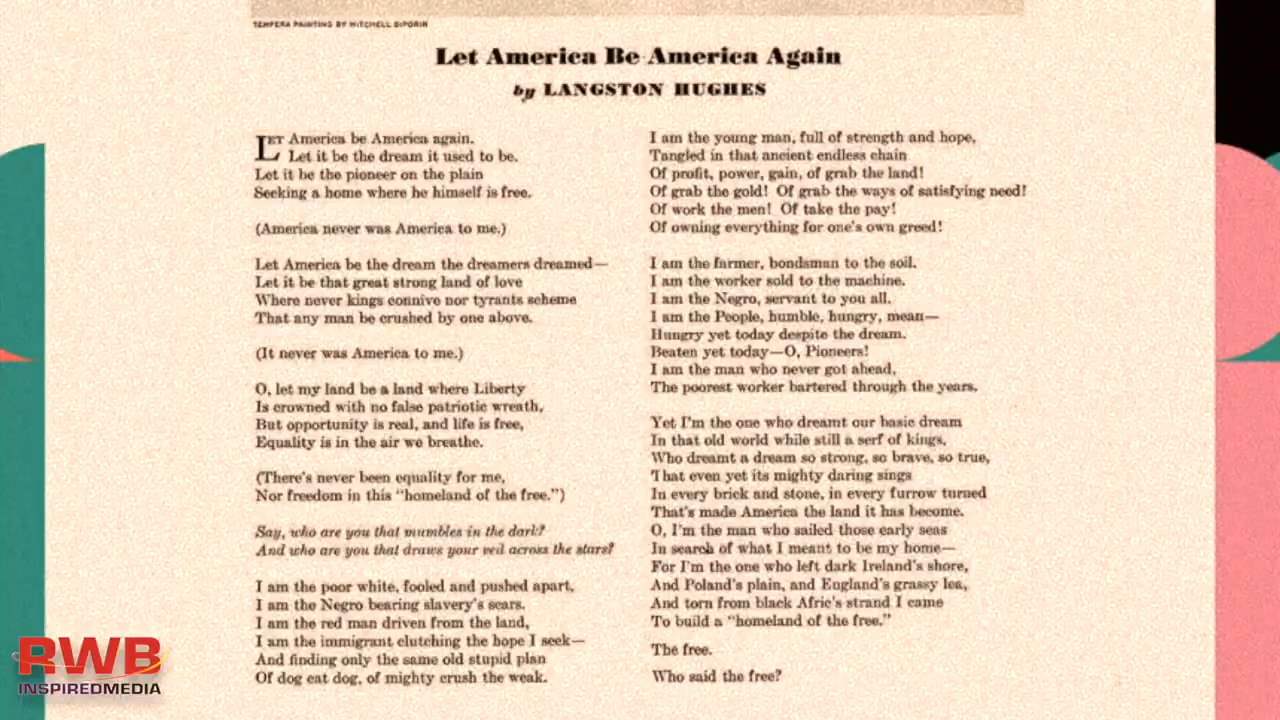 TEMPERA PAINTING BY MITCHELL SIPORIN
Let America Be America Again
by LANGSTON HUGHES
LET America be America again.
Let it be the dream it used to be.
Let it be the pioneer on the plain
Seeking a home where he himself is free.
(America never was America to me.)
Let America be the dream the dreamers dreamed—
Let it be that great strong land of love
Where never kings connive nor tyrants scheme
That any man be crushed by one above.
(It never was America to me.)
O, let my land be a land where Liberty
Is crowned with no false patriotic wreath,
But opportunity is real, and life is free,
Equality is in the air we breathe.
(There's never been equality for me,
Nor freedom in this "homeland of the free.")
Say, who are you that mumbles in the dark?
And who are you that draws your veil across the stars?
I am the poor white, fooled and pushed apart,
I am the Negro bearing slavery's scars.
I am the red man driven from the land,
I am the immigrant clutching the hope I seek—
And finding only the same old stupid plan
Of dog eat dog, of mighty crush the weak.
I am the young man, full of strength and hope,
Tangled in that ancient endless chain
Of profit, power, gain, of grab the land!
Of grab the gold! Of grab the ways of satisfying need!
Of work the men! Of take the pay!
Of owning everything for one's own greed!
I am the farmer, bondsman to the soil.
I am the worker sold to the machine.
I am the Negro, servant to you all.
I am the People, humble, hungry, mean—
Hungry yet today despite the dream.
Beaten yet today—O, Pioneers!
I am the man who never got ahead,
The poorest worker bartered through the years.
Yet I'm the one who dreamt our basic dream
In that old world while still a serf of kings,
Who dreamt a dream so strong, so brave, so true,
That even yet its mighty daring sings
In every brick and stone, in every furrow turned
That's made America the land it has become.
O, I'm the man who sailed those early seas
In search of what I meant to be my home—
For I'm the one who left dark Ireland's shore,
And Poland's plain, and England's grassy lea,
And torn from black Afric's strand I came
To build a "homeland of the free."
The free.
Who said the free?
RWB
INSPIREDMEDIA